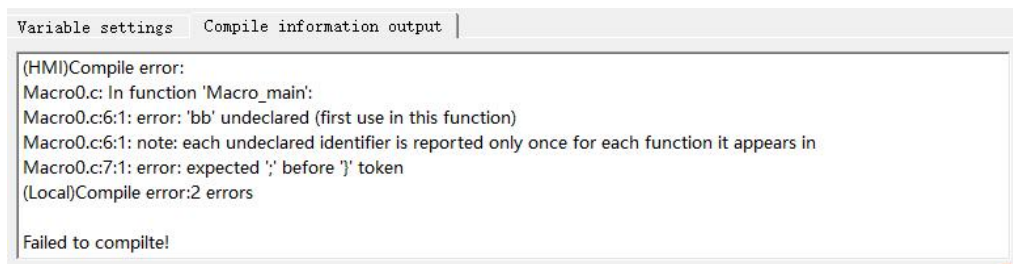 Variable settings Compile information output
(HMI)Compile error:
Macro0.c: In function 'Macro_main':
Macro0.c:6:1: error: 'bb' undeclared (first use in this function)
Macro0.c:6:1: note: each undeclared identifier is reported only once for each function it appears in
Macro0.c:7:1: error: expected ';' before '}' token
(Local)Compile error:2 errors
Failed to compilte!